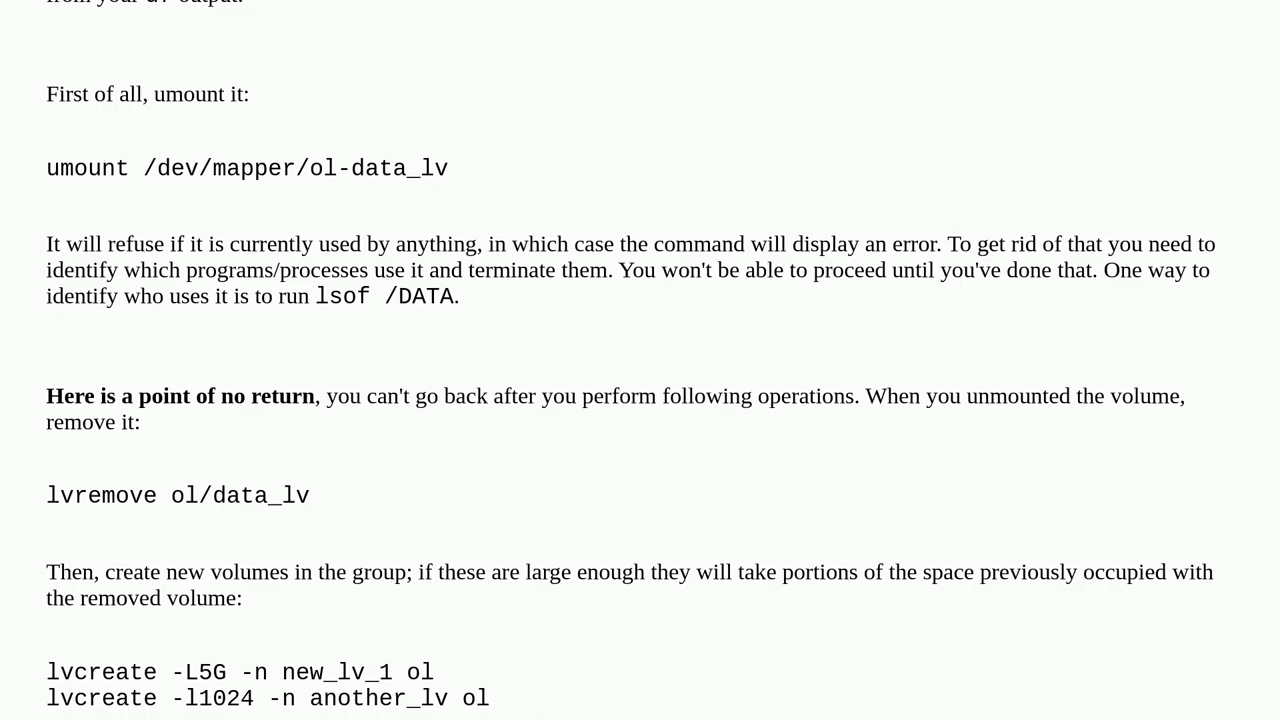 from your df output.
First of all, umount it:
umount /dev/mapper/ol-data_lv
It will refuse if it is currently used by anything, in which case the command will display an error. To get rid of that you need to
identify which programs/processes use it and terminate them. You won't be able to proceed until you've done that. One way to
identify who uses it is to run lsof /DATA.
Here is a point of no return, you can't go back after you perform following operations. When you unmounted the volume,
remove it:
lvremove ol/data_lv
Then, create new volumes in the group; if these are large enough they will take portions of the space previously occupied with
the removed volume:
lvcreate -L5G -n new_lv_1 ol
lvcreate -l1024 -n another_lv ol